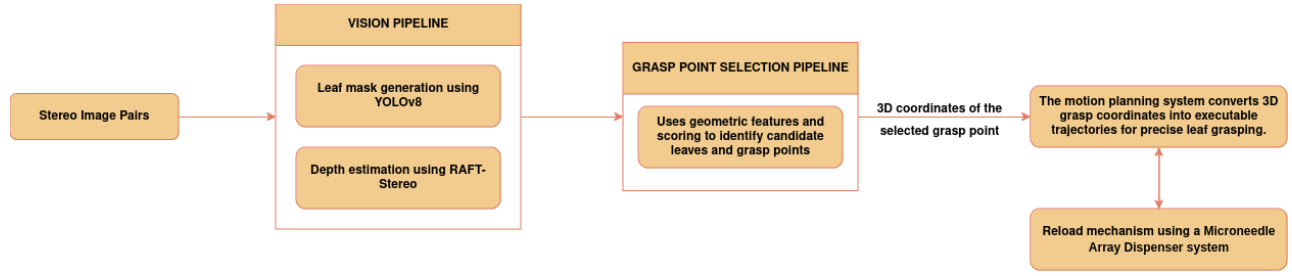 Stereo Image Pairs
VISION PIPELINE
Leaf mask generation using
YOLOv8
Depth estimation using RAFT-
Stereo
GRASP POINT SELECTION PIPELINE
Uses geometric features and
scoring to identify candidate
leaves and grasp points
3D coordinates of the
selected grasp point
The motion planning system converts 3D
grasp coordinates into executable
trajectories for precise leaf grasping.
Reload mechanism using a Microneedle
Array Dispenser system